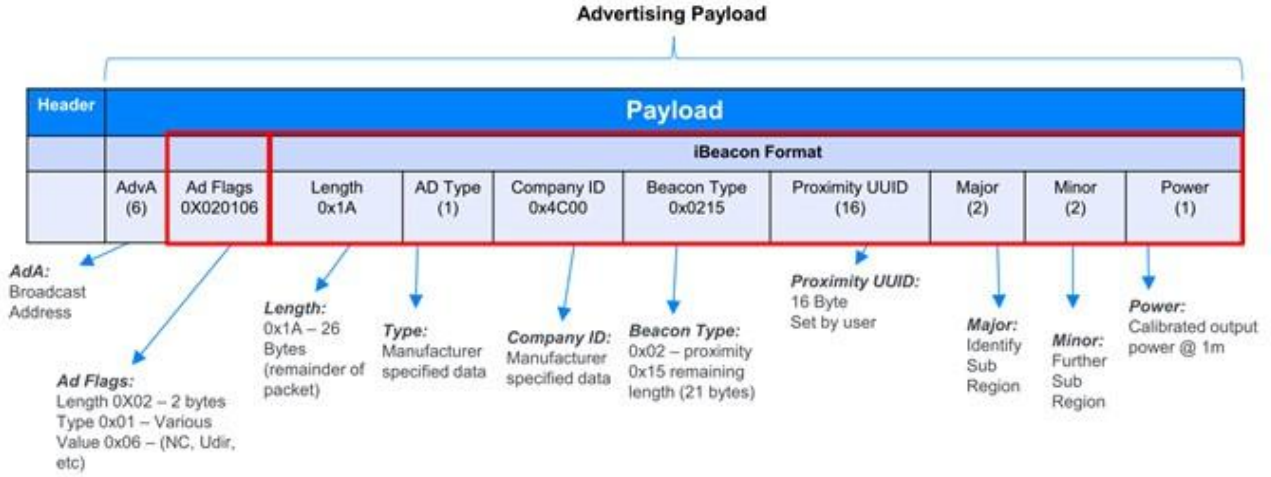 Advertising Payload
Header
Payload
iBeacon Format
AdvA
(6)
Ad Flags
0X020106
Length
0x1A
AD Type
(1)
Company ID
0x4C00
Beacon Type
0x0215
Proximity UUID
(16)
Major
(2)
Minor
(2)
Power
(1)
AdA:
Broadcast
Address
Ad Flags:
Length 0X02 – 2 bytes
Type 0x01 – Various
Value 0x06 – (NC, Udir,
etc)
Length:
0x1A – 26
Bytes
(remainder of
packet)
Type:
Manufacturer
specified data
Company ID:
Manufacturer
specified data
Beacon Type:
0x02 – proximity
0x15 remaining
length (21 bytes)
Proximity UUID:
16 Byte
Set by user
Major:
Identify
Sub
Region
Minor:
Further
Sub
Region
Power:
Calibrated output
power @ 1m